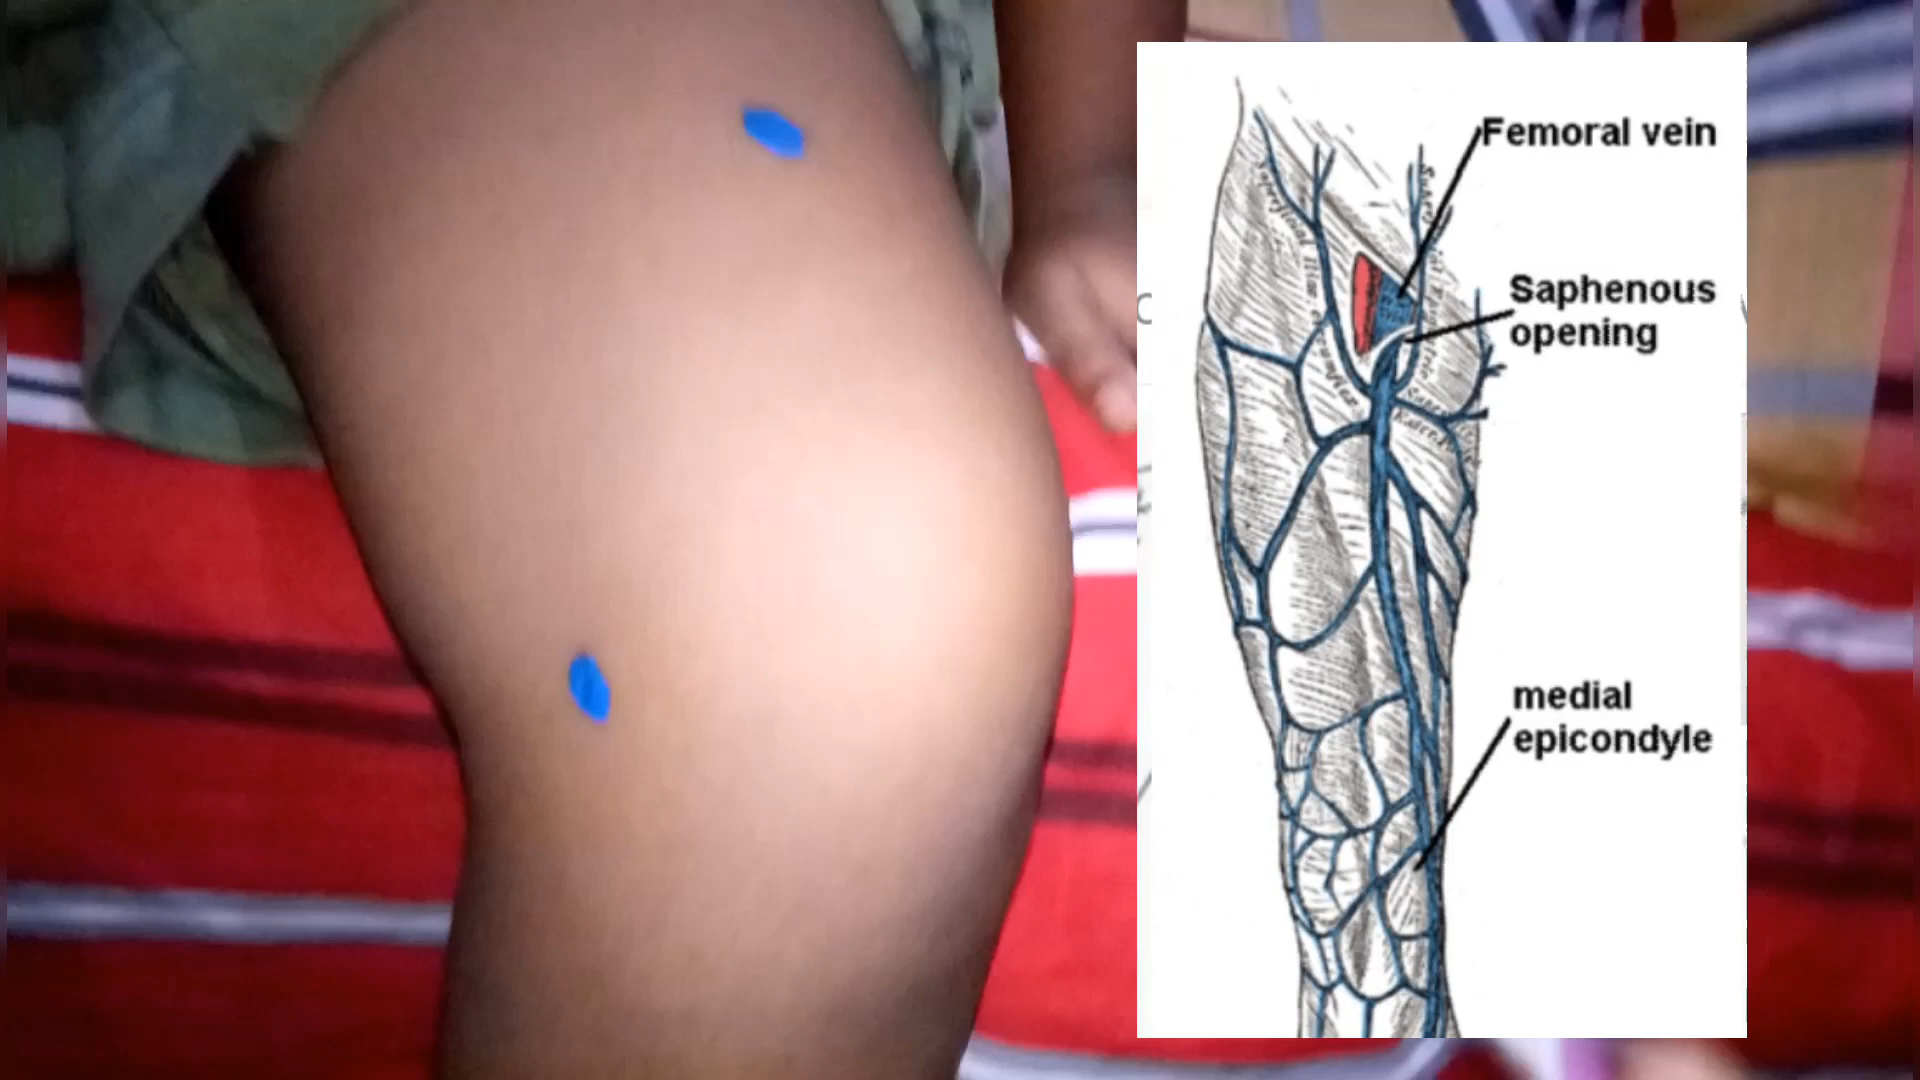 Femoral vein
Saphenous
opening
medial
epicondyle